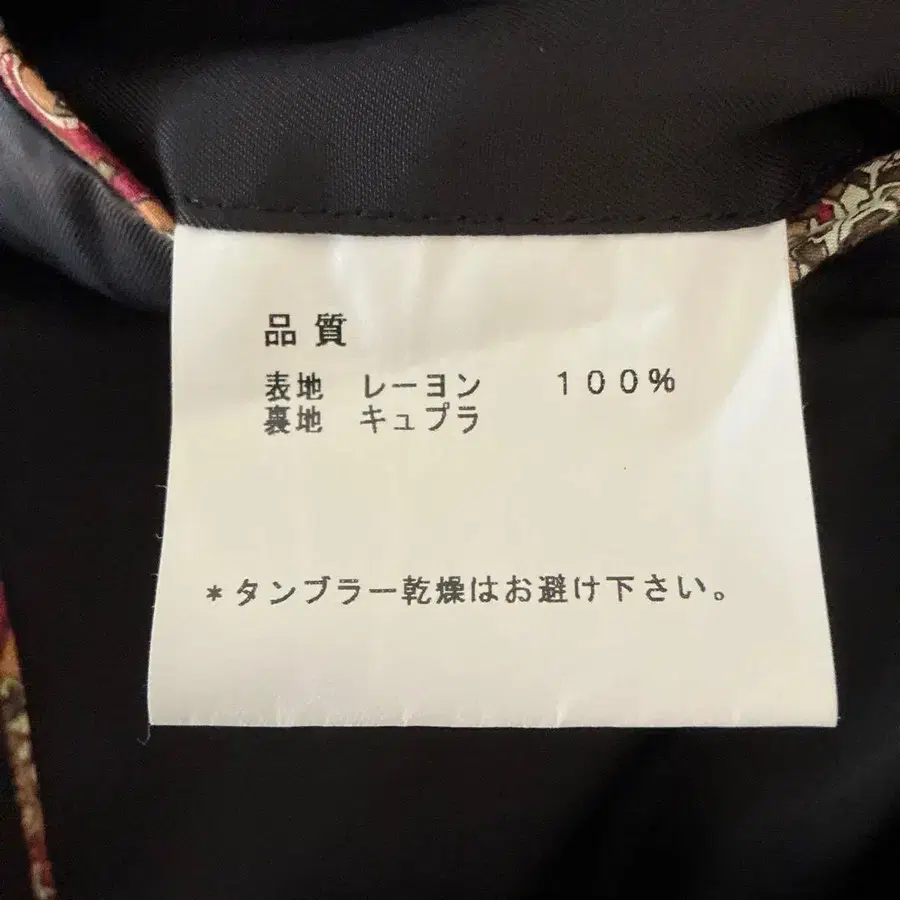 品質
表地 レーヨン 100%
裏地 キュプラ
*タンブラー乾燥はお避け下さい。